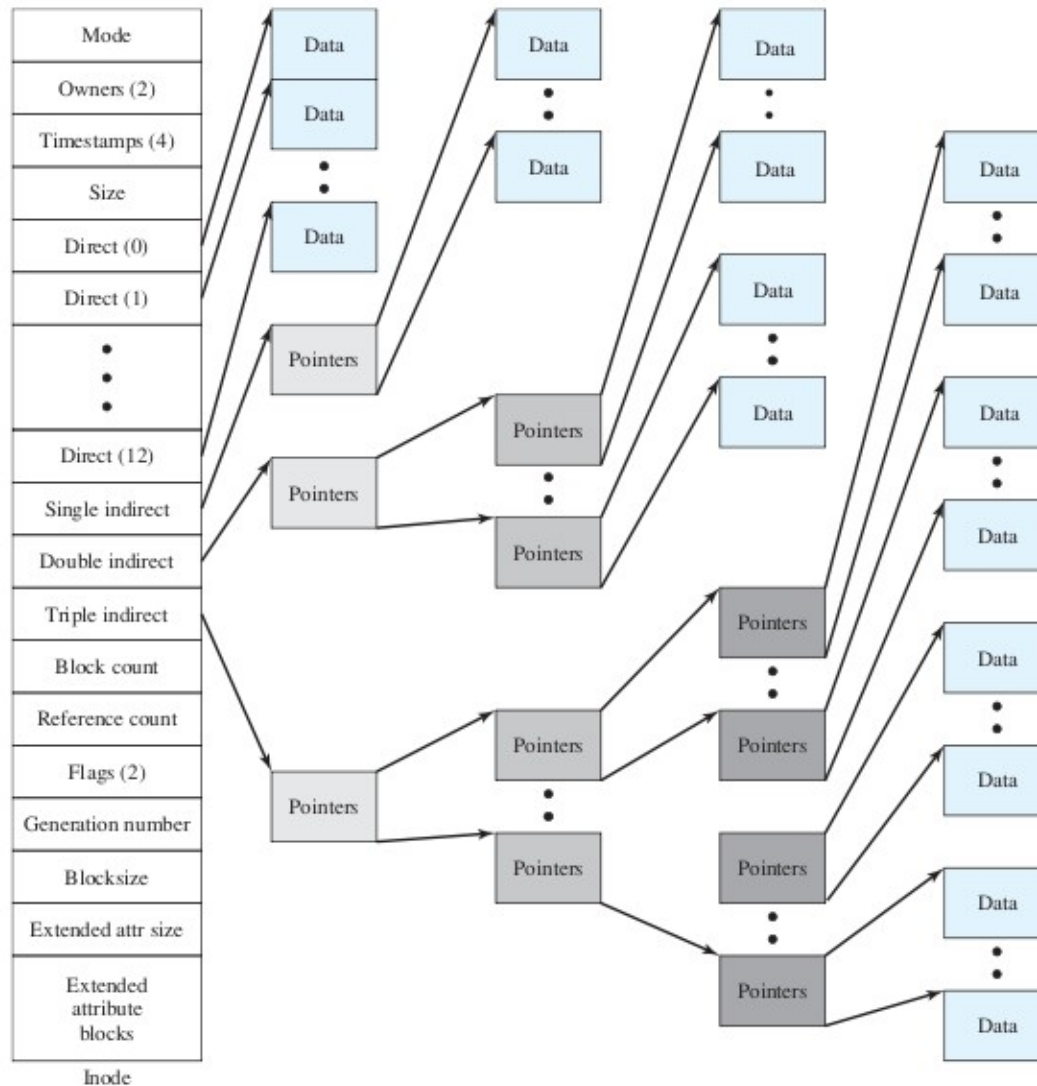 Mode
Owners (2)
Timestamps (4)
Size
Direct (0)
Direct (1)
Direct (12)
Single indirect
Double indirect
Triple indirect
Block count
Reference count
Flags (2)
Generation number
Blocksize
Extended attr size
Extended
attribute
blocks
Inode
Data
Data
Data
Pointers
Pointers
Pointers
Data
Data
Pointers
Pointers
Pointers
Pointers
Data
Data
Data
Data
Pointers
Pointers
Pointers
Pointers
Data
Data
Data
Data
Data
Data
Data
Data